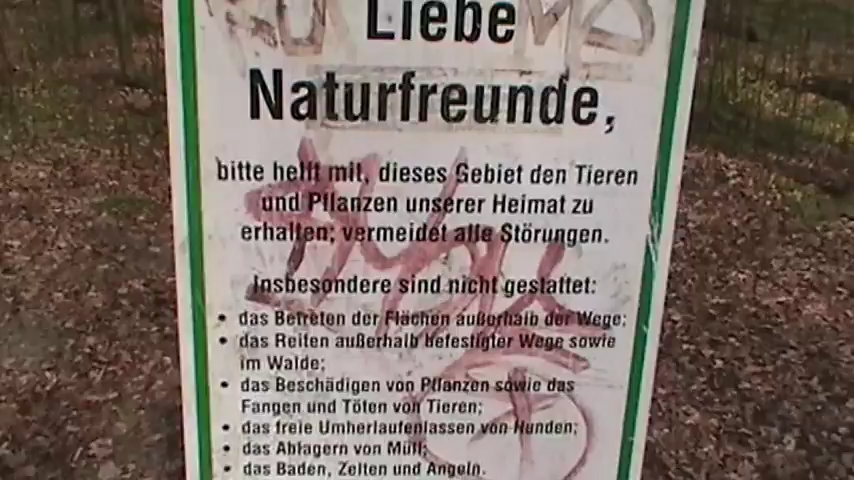 Liebe
Naturfreunde,
bitte helft mit, dieses Gebiet den Tieren
und Pflanzen unserer Heimat zu
erhalten; vermeidet alle Störungen.
Insbesondere sind nicht gestattet:
• das Betreten der Flächen außerhalb der Wege;
• das Reiten außerhalb befestigter Wege sowie
im Walde;
• das Beschädigen von Pflanzen sowie das
Fangen und Töten von Tieren;
• das freie Umherlaufenlassen von Hunden;
• das Ablagern von Müll;
• das Baden, Zelten und Angeln.